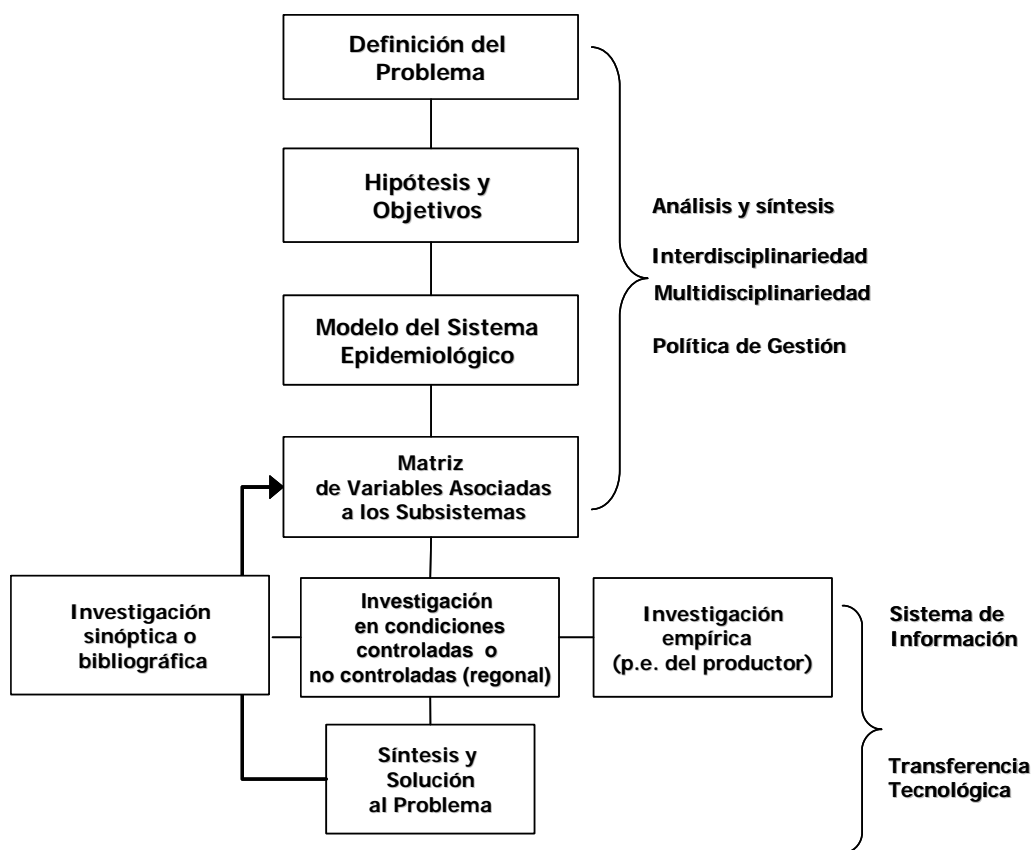 Definición del
Problema
Hipótesis y
Objetivos
Modelo del Sistema
Epidemiológico
Matriz
de Variables Asociadas
a los Subsistemas
Análisis y síntesis
Interdisciplinariedad
Multidisciplinariedad
Política de Gestión
Investigación
sinóptica o
bibliográfica
Investigación
en condiciones
controladas o
no controladas (regonal)
Investigación
empírica
(p.e. del productor)
Síntesis y
Solución
al Problema
Sistema de
Información
Transferencia
Tecnológica